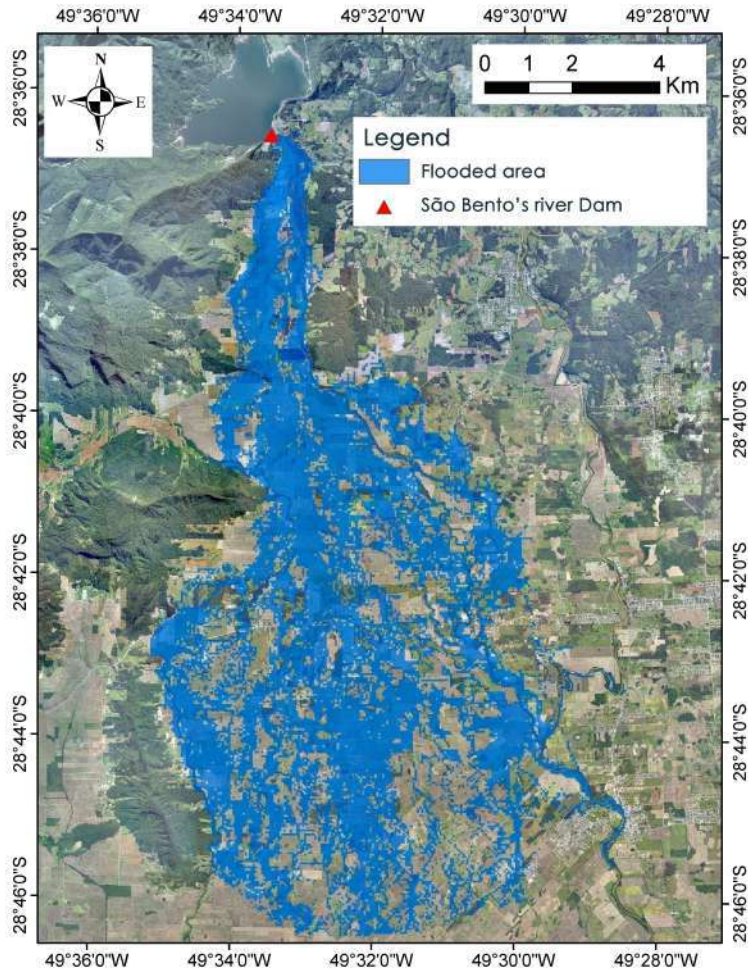 49°36'0"W 49°34'0"W 49°32'0"W 49°30'0"W 49°28'0"W
N
W E
S
0 1 2 4
Km
Legend
Flooded area
São Bento's river Dam
28°36'0"S 28°36'0"S
28°38'0"S 28°38'0"S
28°40'0"S 28°40'0"S
28°42'0"S 28°42'0"S
28°44'0"S 28°44'0"S
28°46'0"S 28°46'0"S
49°36'0"W 49°34'0"W 49°32'0"W 49°30'0"W 49°28'0"W